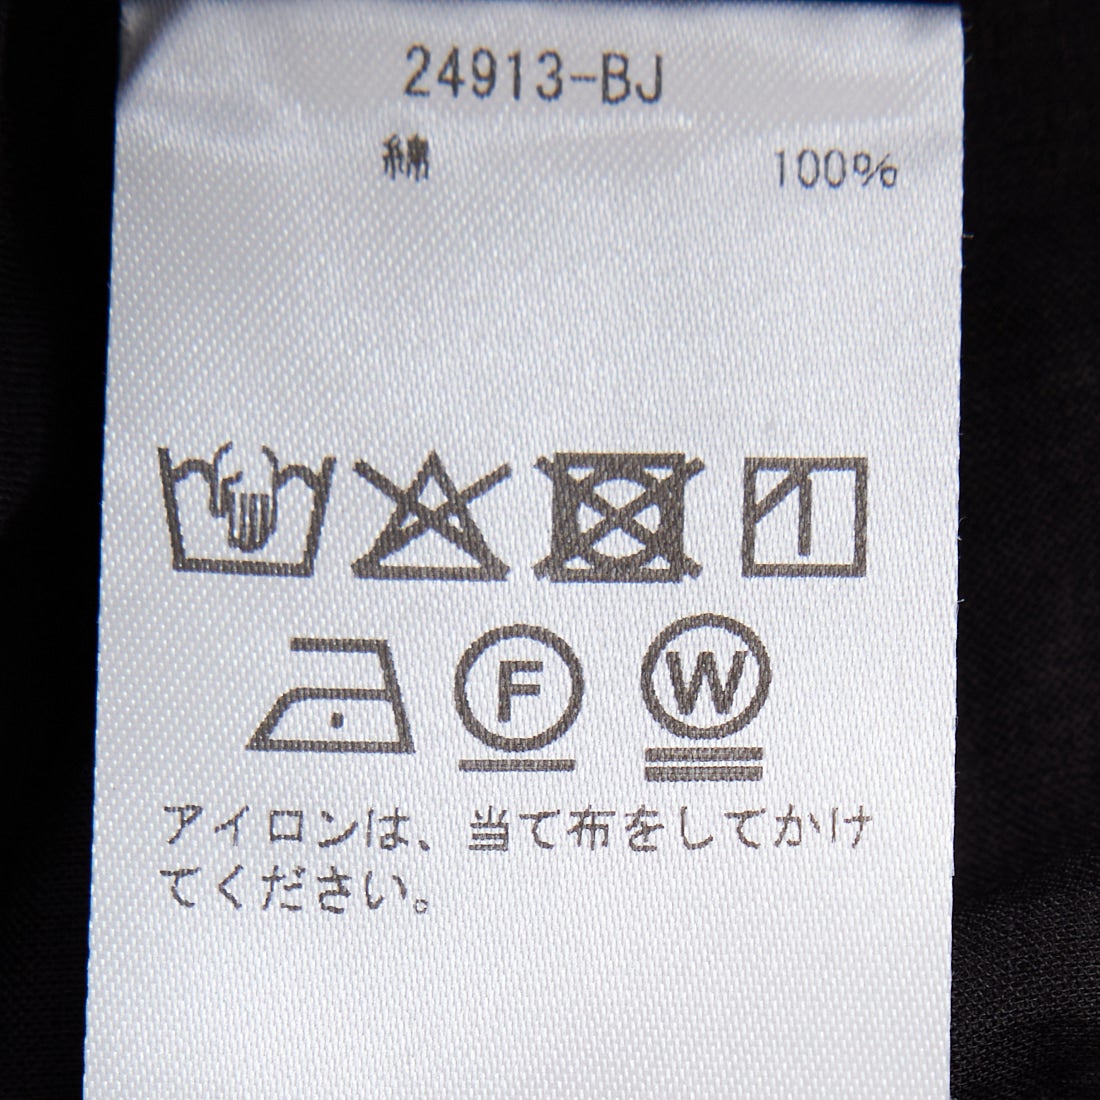 24913-BJ
綿 100%
F W
アイロンは、当て布をしてかけ
てください。